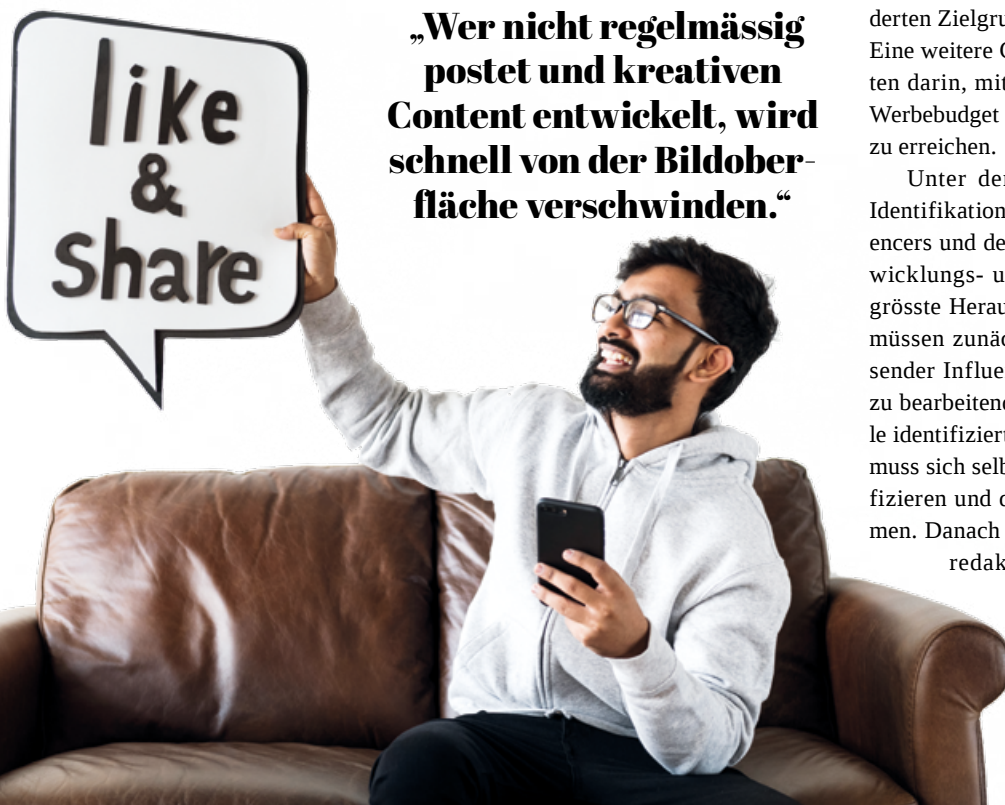 like
&
share
„Wer nicht regelmässig
postet und kreativen
Content entwickelt, wird
schnell von der Bildober-
fläche verschwinden.“
derten Zielgru
Eine weitere
ten darin, mit
Werbebudget
zu erreichen.
Unter der
Identifikation
encers und de
wicklungs- u
grösste Herau
müssen zunäc
sender Influe
zu bearbeitend
le identifiziert
muss sich selb
fizieren und d
men. Danach
redak